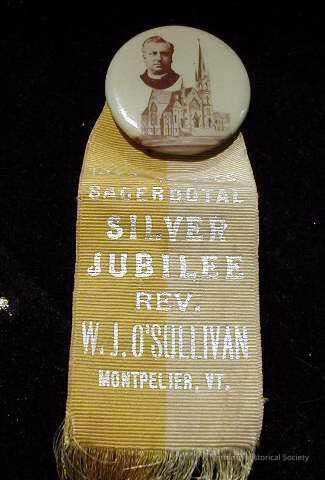 SACERDOTAL
SILVER
JUBILEE
REV.
W. J. O'SULLIVAN
MONTPELIER, VT.
Historical Society